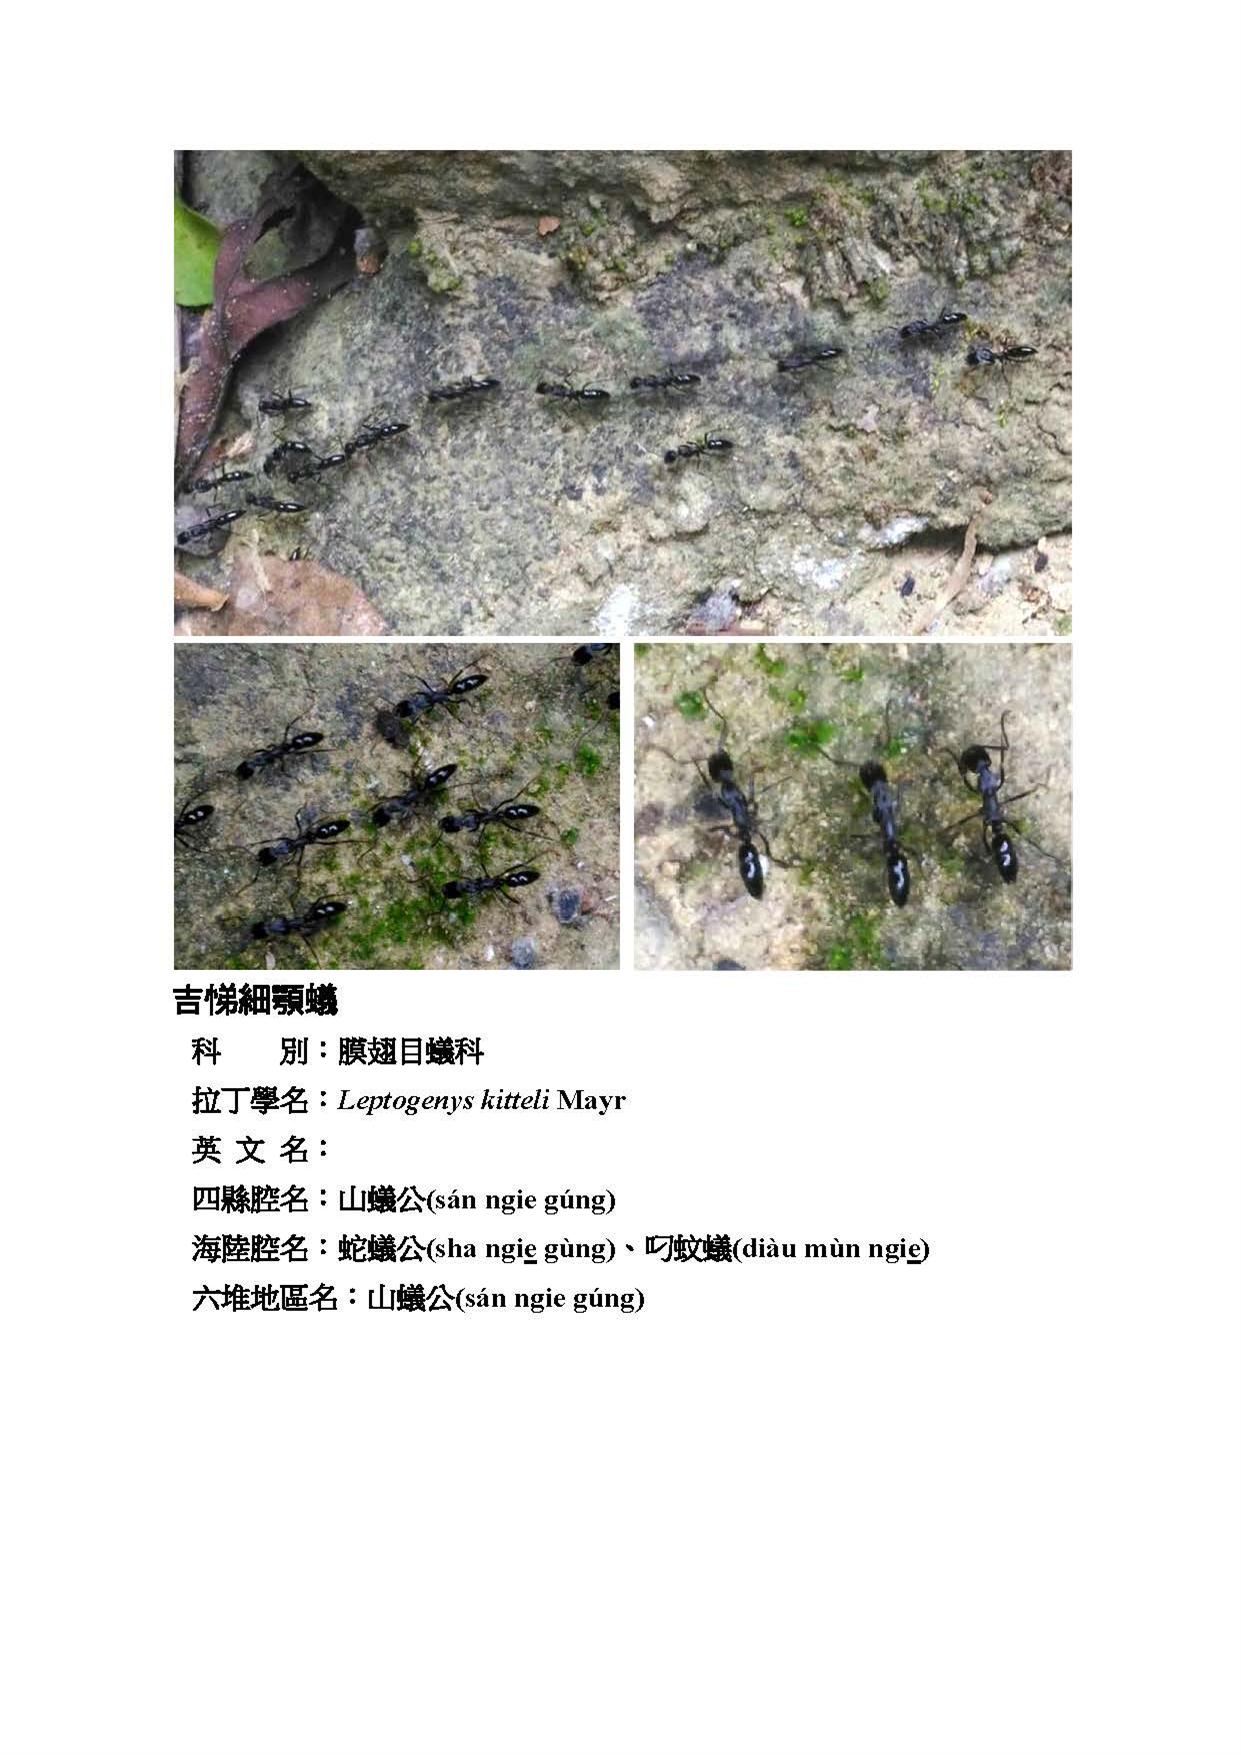 吉悌細顎蟻
科　　別：膜翅目蟻科
拉丁學名：Leptogenys kitteli Mayr
英 文 名：
四縣腔名：山蟻公(sán ngie gúng)
海陸腔名：蛇蟻公(sha ngie gùng)、叼蚊蟻(diàu mùn ngie)
六堆地區名：山蟻公(sán ngie gúng)